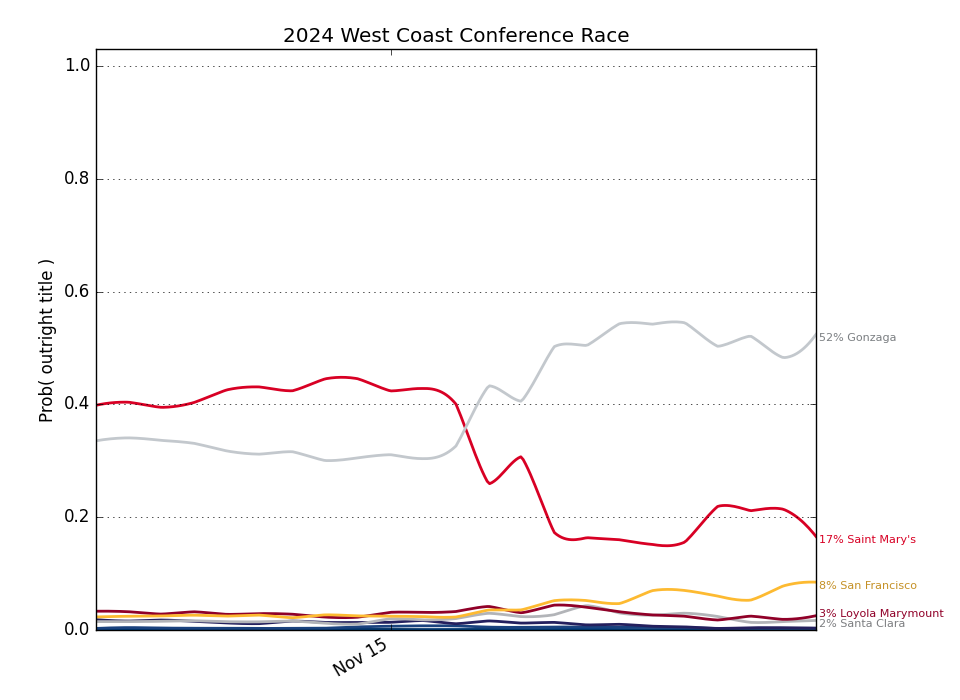 2024 West Coast Conference Race
1.0
0.8
0.6
0.4
0.2
0.0
Prob( outright title )
Nov 15
52% Gonzaga
17% Saint Mary's
8% San Francisco
3% Loyola Marymount
2% Santa Clara